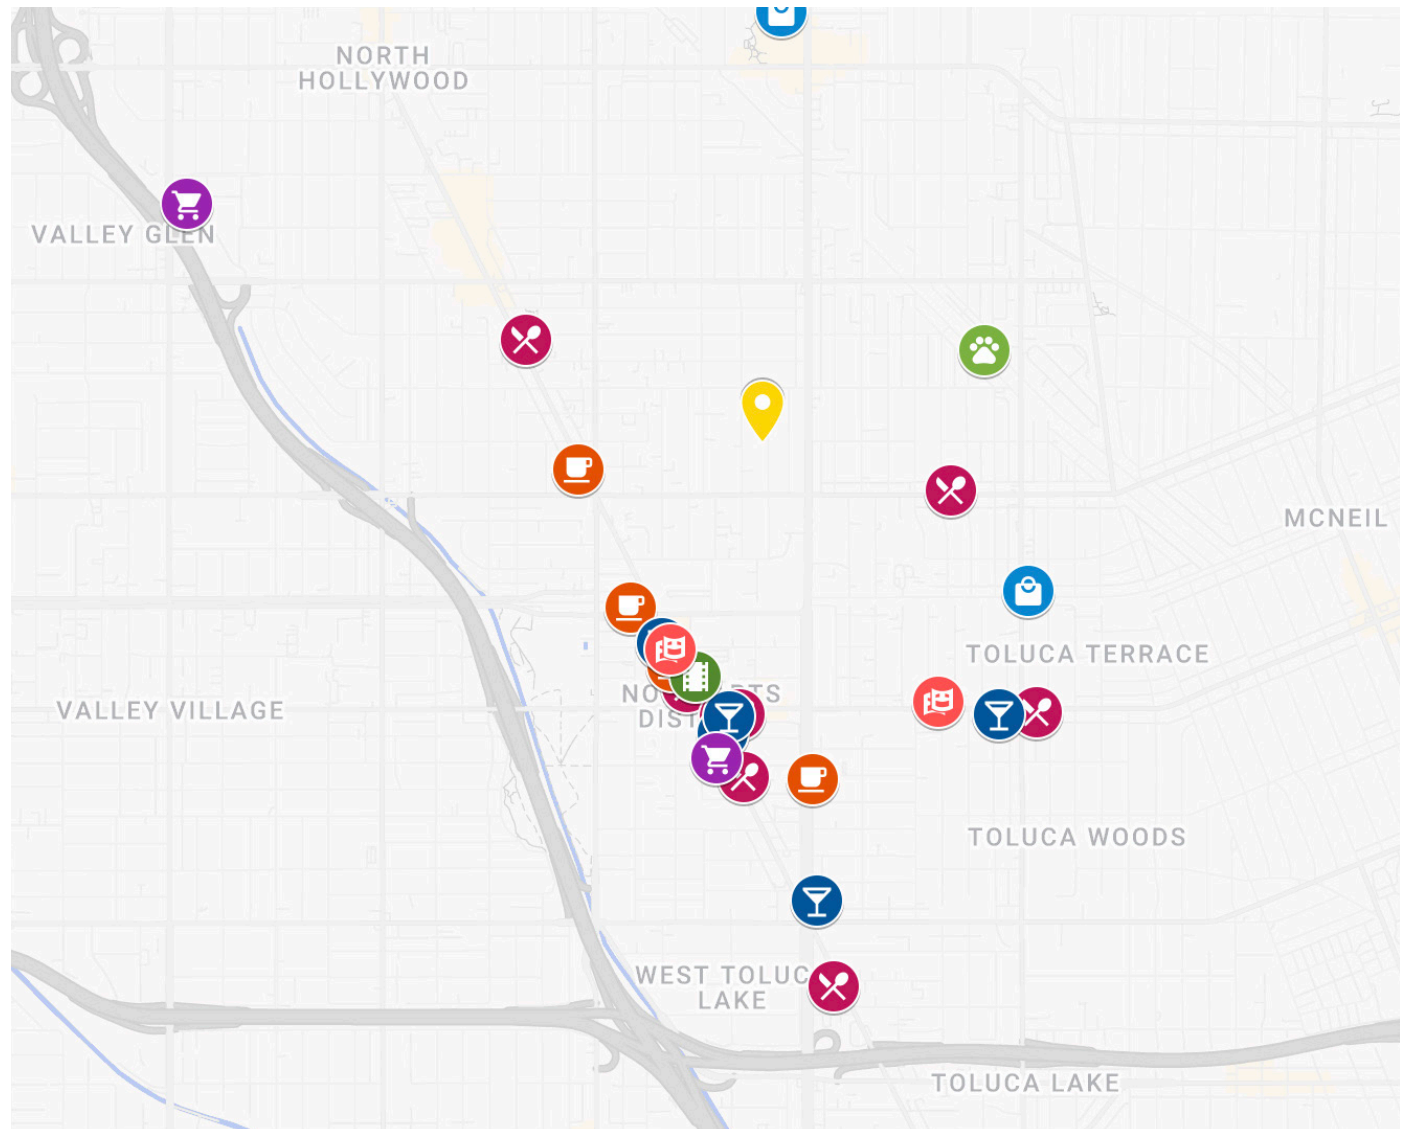 NORTH
HOLLYWOOD
VALLEY GLEN
MCNEIL
TOLUCA TERRACE
VALLEY VILLAGE
TOLUCA WOODS
WEST TOLUC
LAKE
TOLUCA LAKE